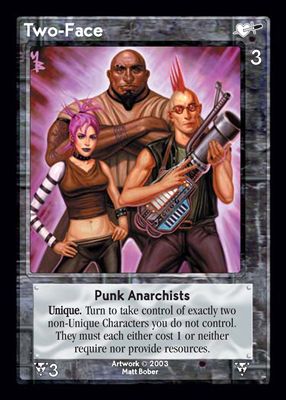 Two-Face
3
MB
Punk Anarchists
Unique. Turn to take control of exactly two
non-Unique Characters you do not control.
They must each either cost 1 or neither
require nor provide resources.
Artwork © 2003
3 Matt Bober